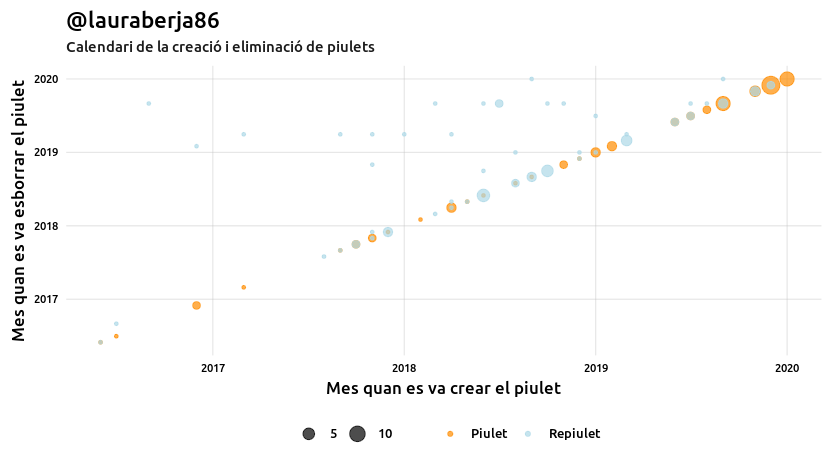 @lauraberja86
Calendari de la creació i eliminació de piulets
Mes quan es va esborrar el piulet
2020
2019
2018
2017
2017 2018 2019 2020
Mes quan es va crear el piulet
5 10 Piulet Repiulet